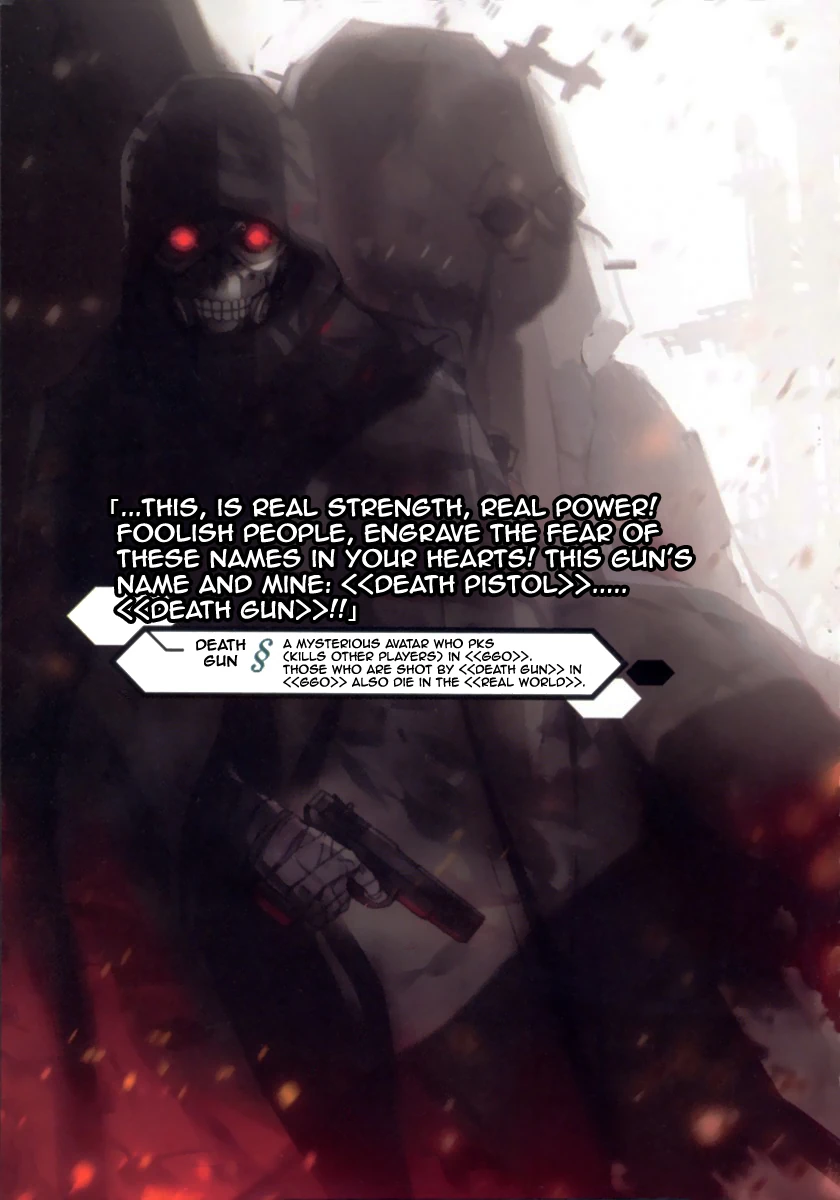 「...THIS, IS REAL STRENGTH, REAL POWER!
FOOLISH PEOPLE, ENGRAVE THE FEAR OF
THESE NAMES IN YOUR HEARTS! THIS GUN'S
NAME AND MINE: <<DEATH PISTOL>>.....
<<DEATH GUN>>!!」
DEATH
GUN
§
A MYSTERIOUS AVATAR WHO PKS
(KILLS OTHER PLAYERS) IN <<GGO>>.
THOSE WHO ARE SHOT BY <<DEATH GUN>> IN
<<GGO>> ALSO DIE IN THE <<REAL WORLD>>.